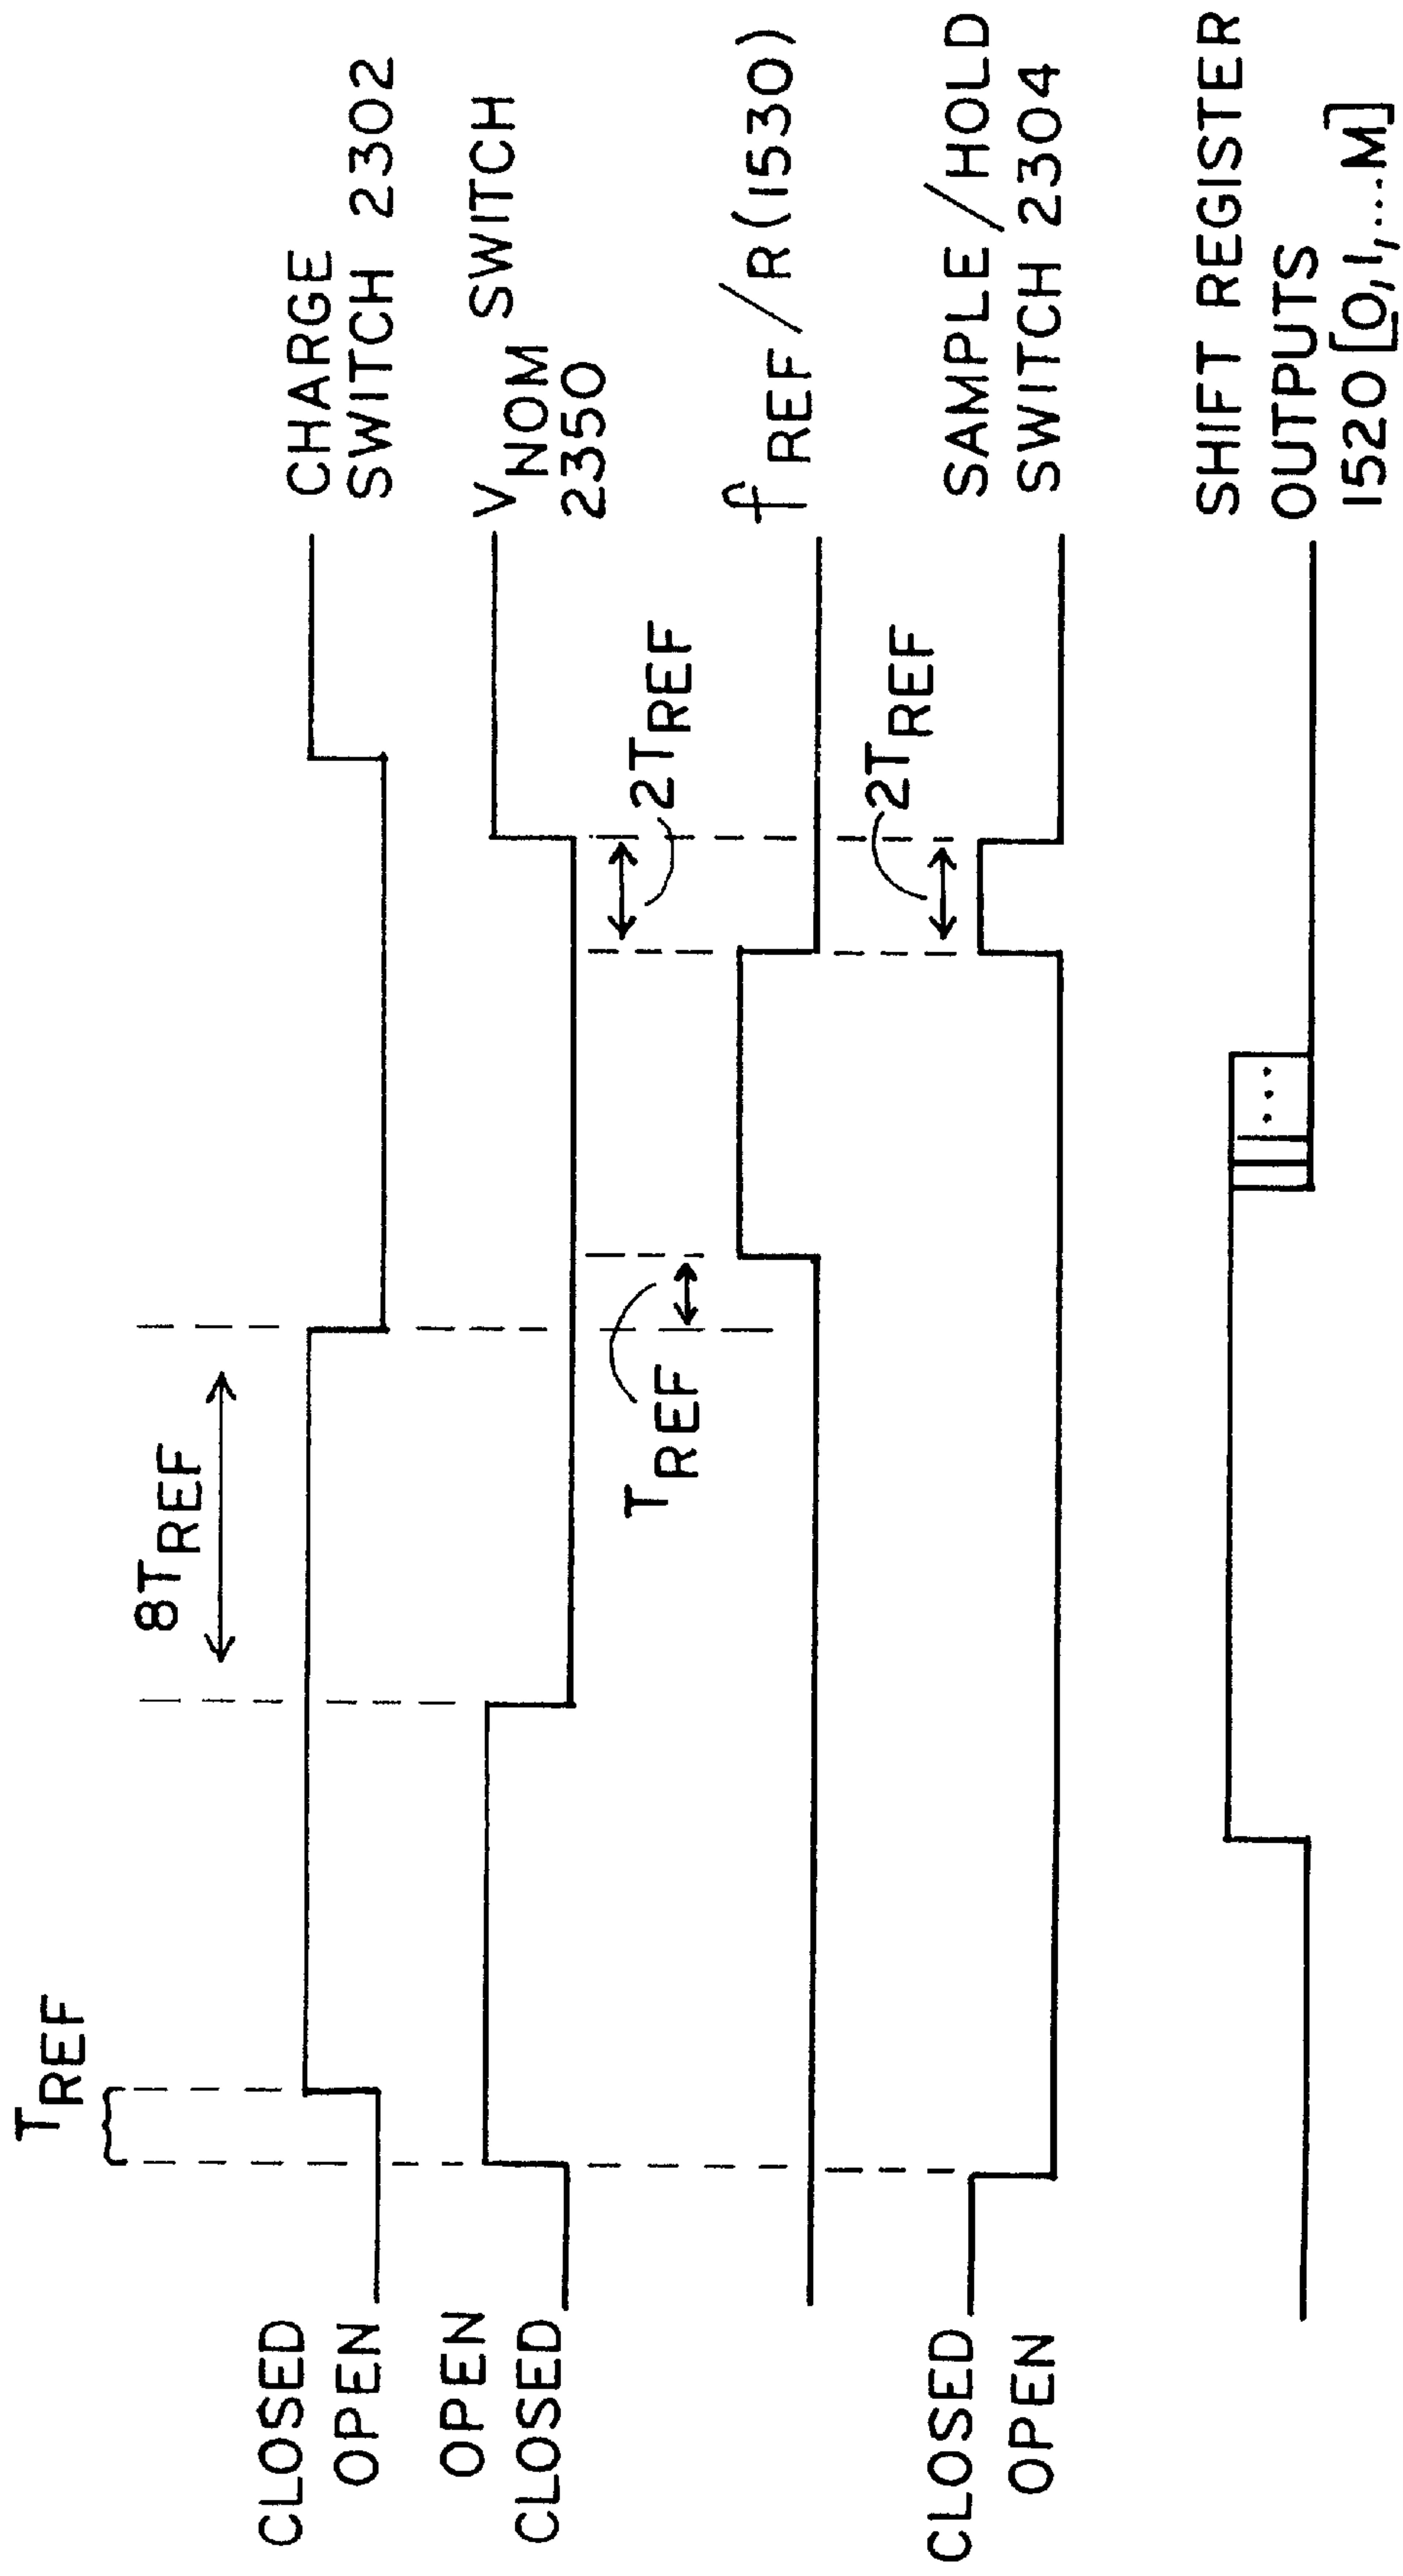 T REF
8T REF
CLOSED
OPEN
CHARGE
SWITCH 2302
OPEN
CLOSED
V NOM SWITCH
2350
T REF
2T REF
f REF / R (1530)
2T REF
CLOSED
OPEN
SAMPLE / HOLD
SWITCH 2304
...
SHIFT REGISTER
OUTPUTS
1520 [0,1,...M]